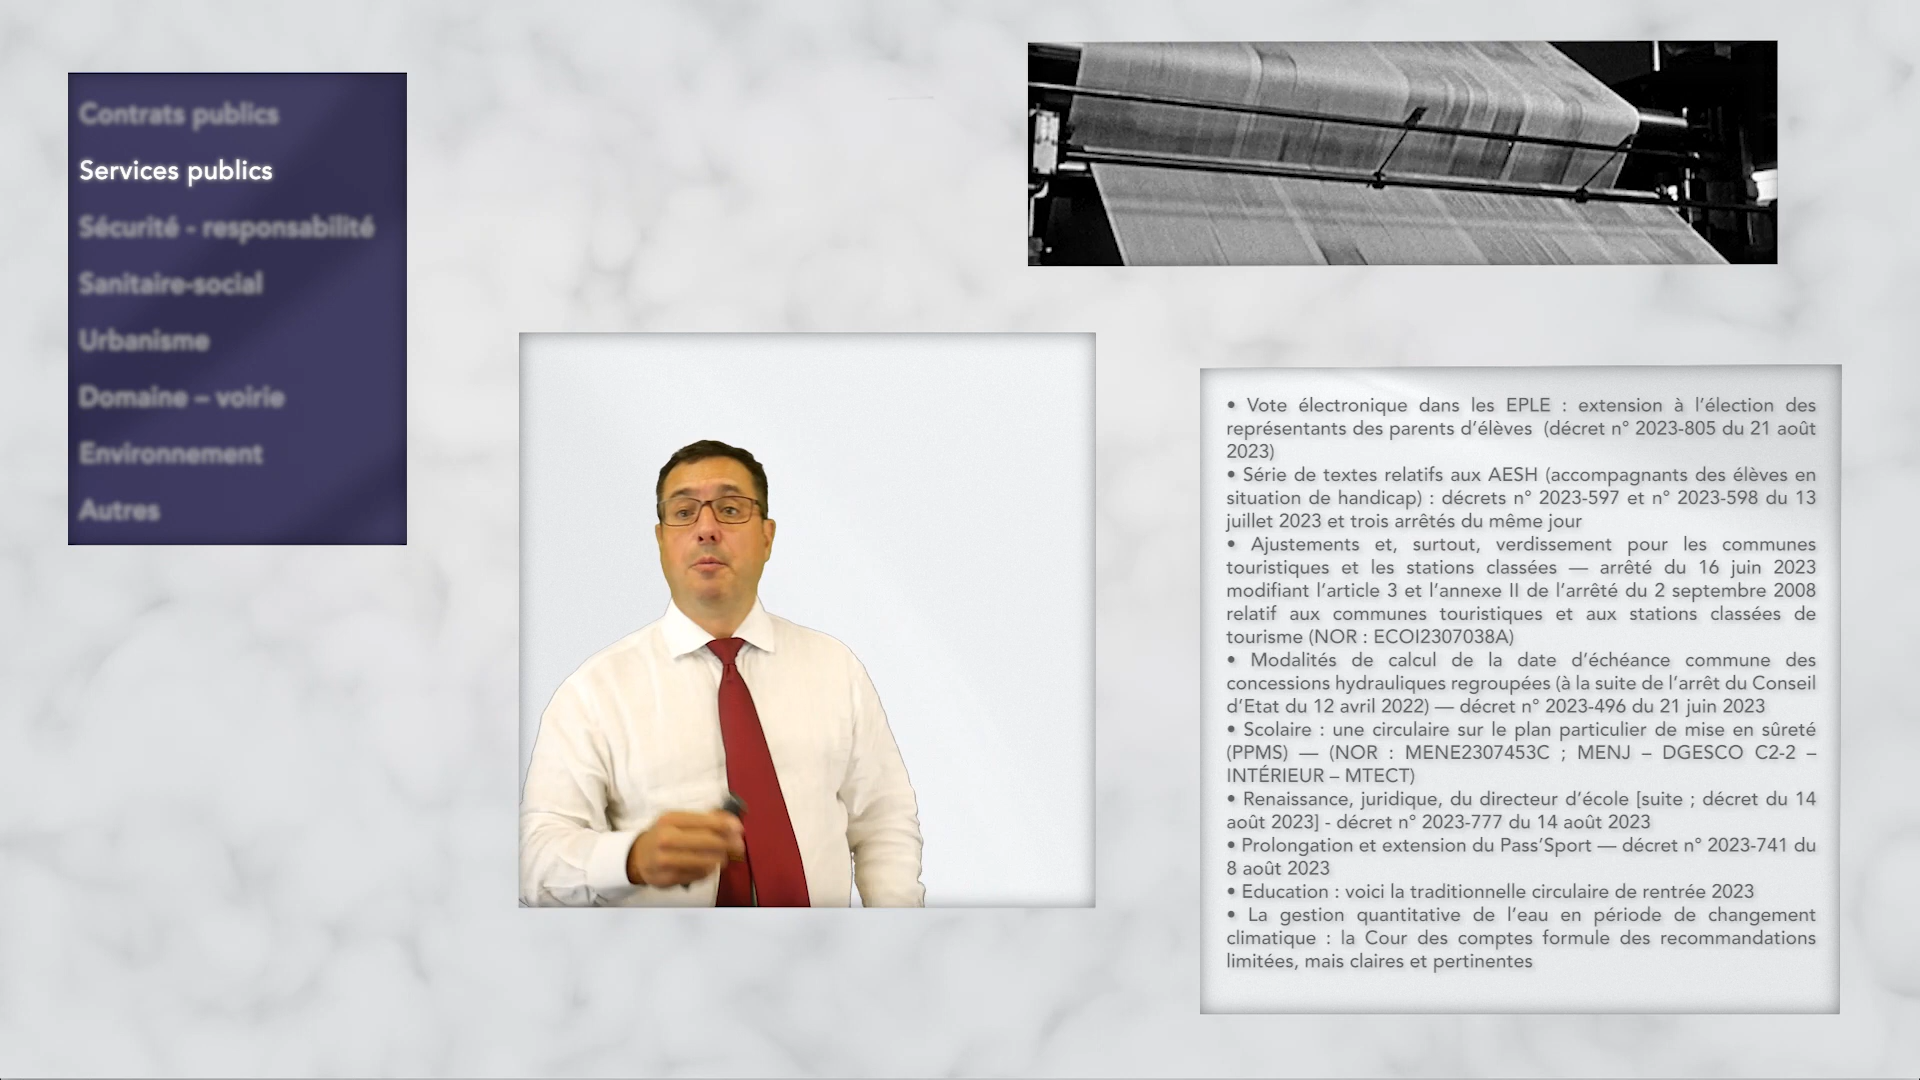 Contrats publics
Services publics
Sécurité - responsabilité
Sanitaire-social
Urbanisme
Domaine – voirie
Environnement
Autres
• Vote électronique dans les EPLE : extension à l’élection des
représentants des parents d’élèves (décret n° 2023-805 du 21 août
2023)
• Série de textes relatifs aux AESH (accompagnants des élèves en
situation de handicap) : décrets n° 2023-597 et n° 2023-598 du 13
juillet 2023 et trois arrêtés du même jour
• Ajustements et, surtout, verdissement pour les communes
touristiques et les stations classées — arrêté du 16 juin 2023
modifiant l’article 3 et l’annexe II de l’arrêté du 2 septembre 2008
relatif aux communes touristiques et aux stations classées de
tourisme (NOR : ECOI2307038A)
• Modalités de calcul de la date d’échéance commune des
concessions hydrauliques regroupées (à la suite de l’arrêt du Conseil
d’Etat du 12 avril 2022) — décret n° 2023-496 du 21 juin 2023
• Scolaire : une circulaire sur le plan particulier de mise en sûreté
(PPMS) — (NOR : MENE2307453C ; MENJ – DGESCO C2-2 –
INTÉRIEUR – MTECT)
• Renaissance, juridique, du directeur d’école [suite ; décret du 14
août 2023] - décret n° 2023-777 du 14 août 2023
• Prolongation et extension du Pass’Sport — décret n° 2023-741 du
8 août 2023
• Education : voici la traditionnelle circulaire de rentrée 2023
• La gestion quantitative de l’eau en période de changement
climatique : la Cour des comptes formule des recommandations
limitées, mais claires et pertinentes